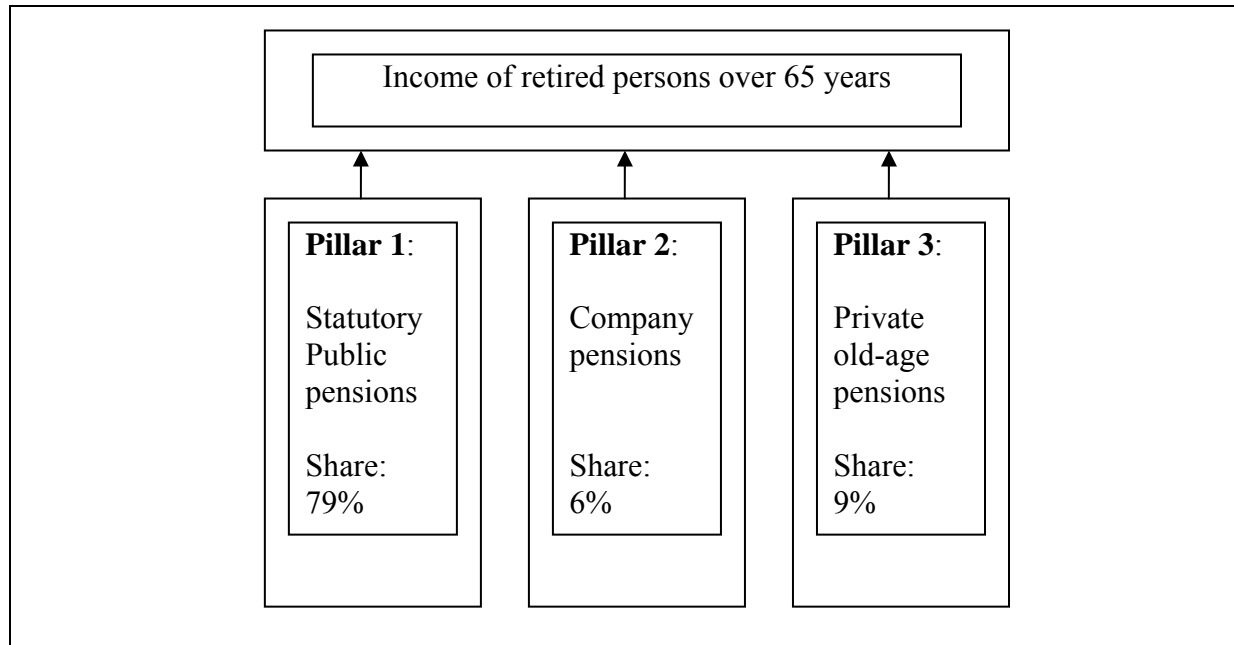 Income of retired persons over 65 years
Pillar 1:
Statutory
Public
pensions
Share:
79%
Pillar 2:
Company
pensions
Share:
6%
Pillar 3:
Private
old-age
pensions
Share:
9%